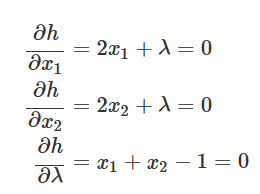 ∂h/∂x₁ = 2x₁ + λ = 0
∂h/∂x₂ = 2x₂ + λ = 0
∂h/∂λ = x₁ + x₂ − 1 = 0